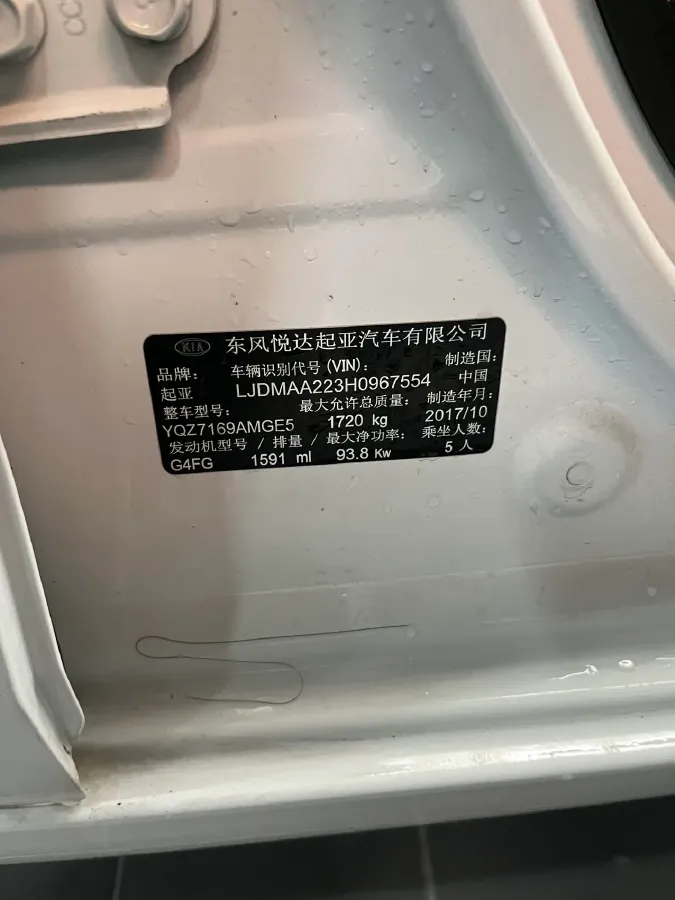 CC
KIA 东风悦达起亚汽车有限公司
品牌: 车辆识别代号 (VIN): 制造国:
起亚 LJDMAA223H0967554 中国
整车型号: 最大允许总质量: 制造年月:
YQZ7169AMGE5 1720 kg 2017/10
发动机型号 / 排量 / 最大净功率: 乘坐人数:
G4FG 1591 ml 93.8 Kw 5 人